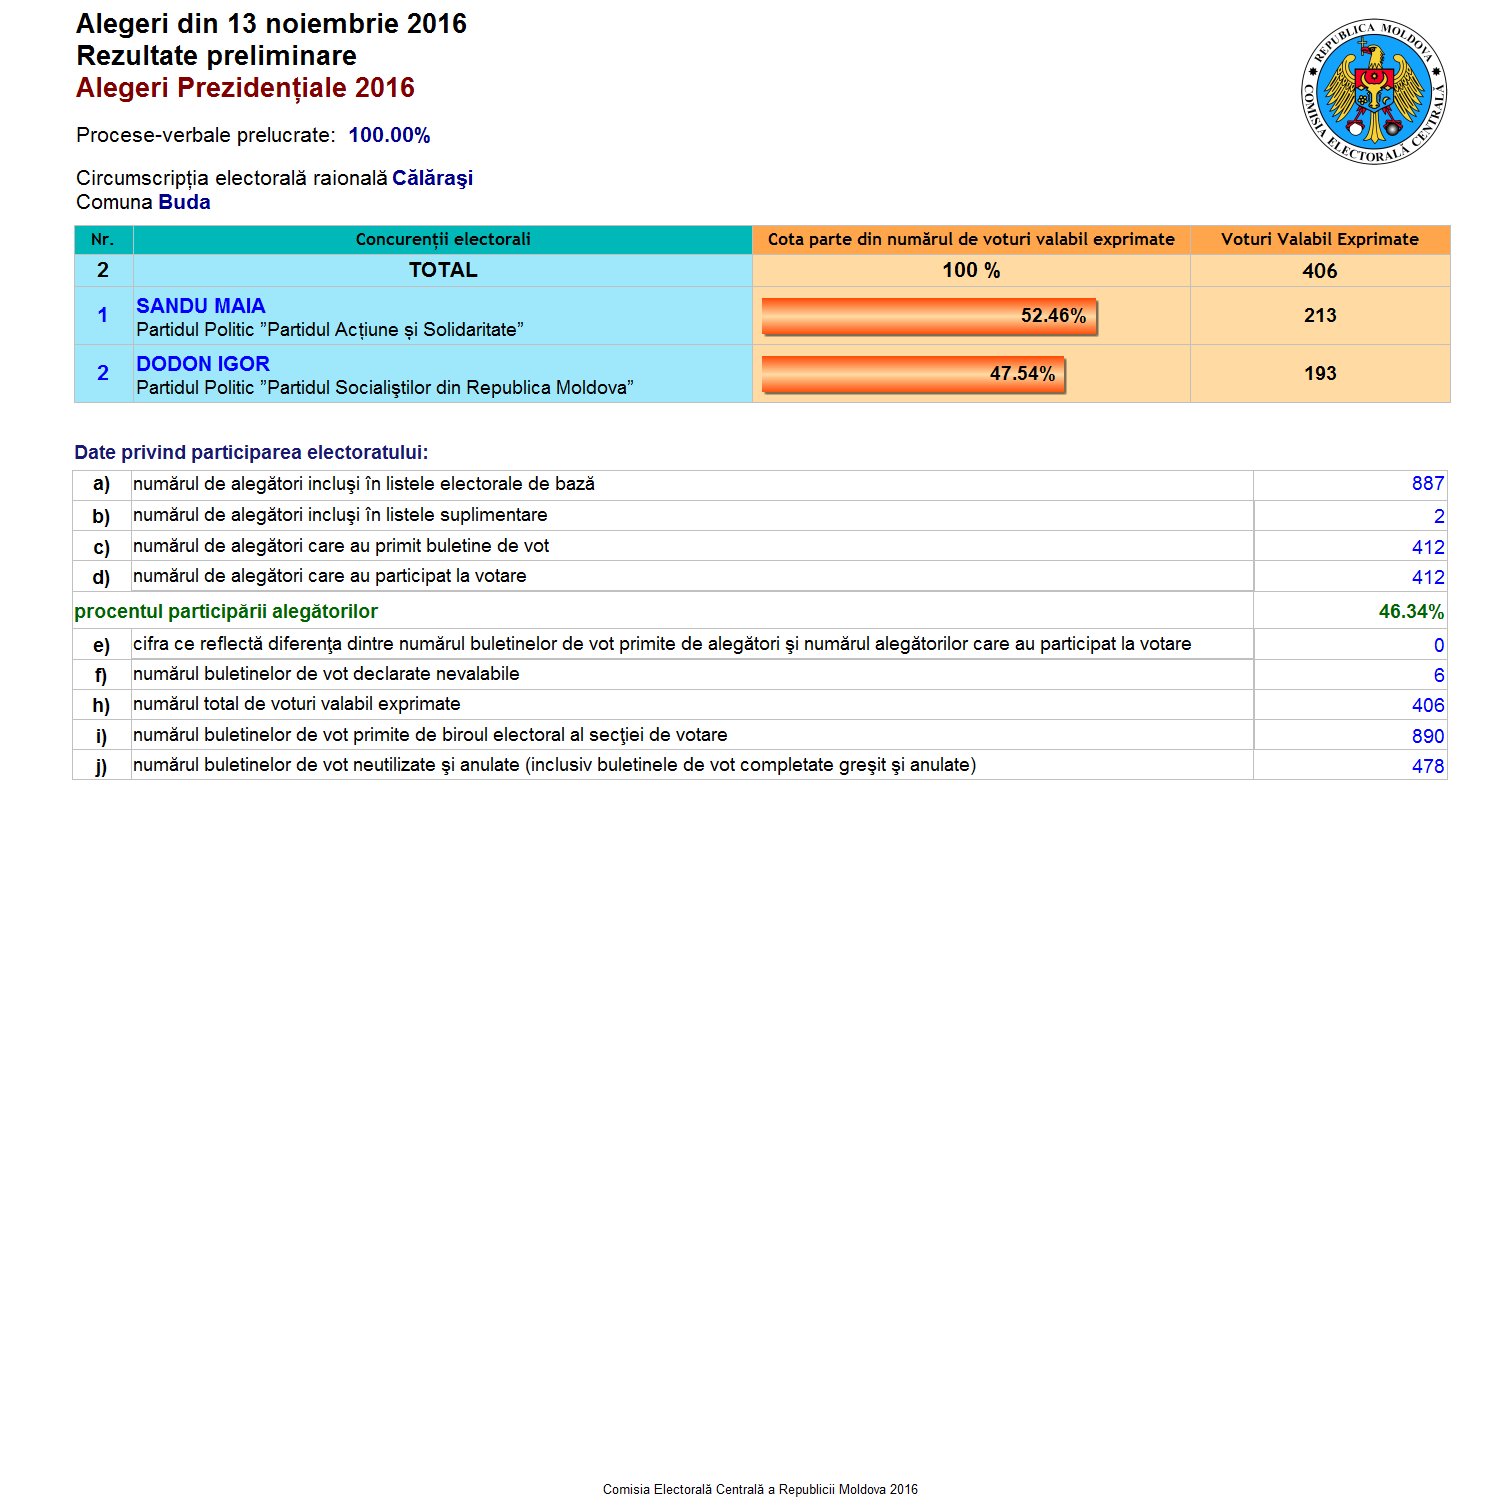 Alegeri din 13 noiembrie 2016
Rezultate preliminare
Alegeri Prezidențiale 2016
REPUBLICA MOLDOVA
COMISIA ELECTORALĂ CENTRALĂ
Procese-verbale prelucrate: 100.00%
Circumscripția electorală raională Călăraşi
Comuna Buda
Nr. Concurenții electorali Cota parte din numărul de voturi valabil exprimate Voturi Valabil Exprimate
2 TOTAL 100 % 406
1 SANDU MAIA 52.46% 213
Partidul Politic ”Partidul Acțiune și Solidaritate”
2 DODON IGOR 47.54% 193
Partidul Politic ”Partidul Socialiştilor din Republica Moldova”
Date privind participarea electoratului:
a) numărul de alegători incluşi în listele electorale de bază 887
b) numărul de alegători incluşi în listele suplimentare 2
c) numărul de alegători care au primit buletine de vot 412
d) numărul de alegători care au participat la votare 412
procentul participării alegătorilor 46.34%
e) cifra ce reflectă diferenţa dintre numărul buletinelor de vot primite de alegători şi numărul alegătorilor care au participat la votare 0
f) numărul buletinelor de vot declarate nevalabile 6
h) numărul total de voturi valabil exprimate 406
i) numărul buletinelor de vot primite de biroul electoral al secţiei de votare 890
j) numărul buletinelor de vot neutilizate şi anulate (inclusiv buletinele de vot completate greşit şi anulate) 478
Comisia Electorală Centrală a Republicii Moldova 2016